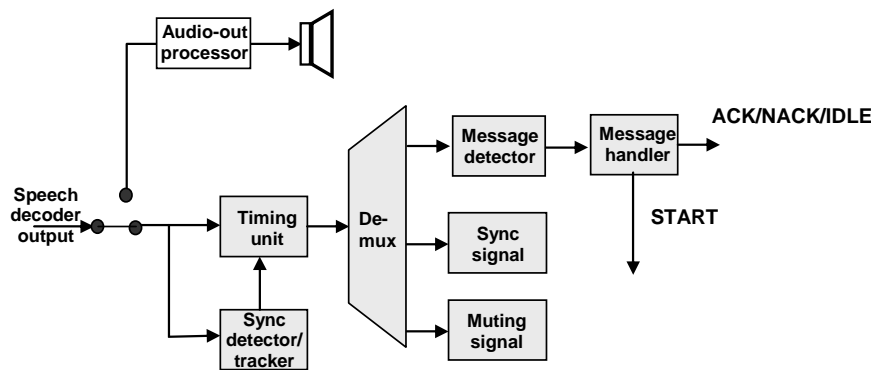 Audio-out
processor
ACK/NACK/IDLE
Message
detector
Message
handler
Speech
decoder
output
Timing
unit
De-
mux
START
Sync
signal
Sync
detector/
tracker
Muting
signal